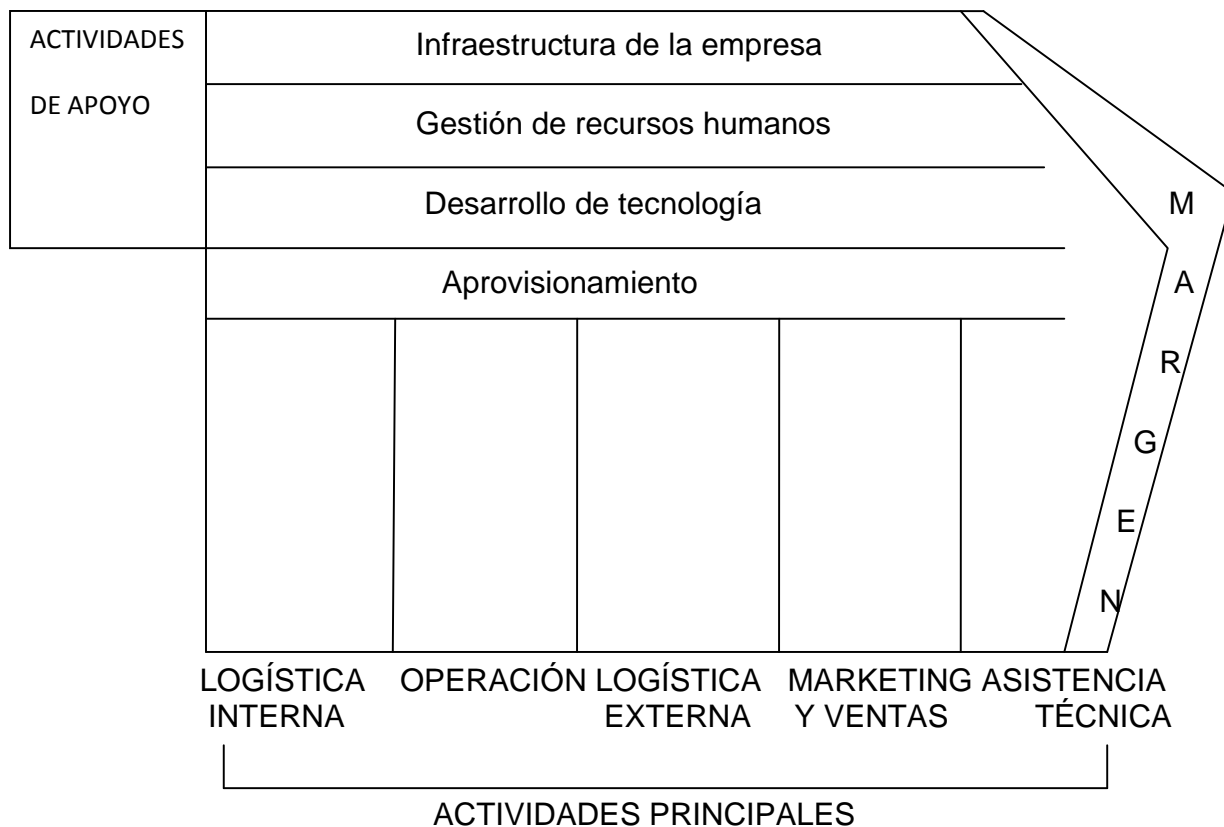 ACTIVIDADES
DE APOYO
Infraestructura de la empresa
Gestión de recursos humanos
Desarrollo de tecnología
Aprovisionamiento
M
A
R
G
E
N
LOGÍSTICA OPERACIÓN LOGÍSTICA MARKETING ASISTENCIA
INTERNA EXTERNA Y VENTAS TÉCNICA
ACTIVIDADES PRINCIPALES